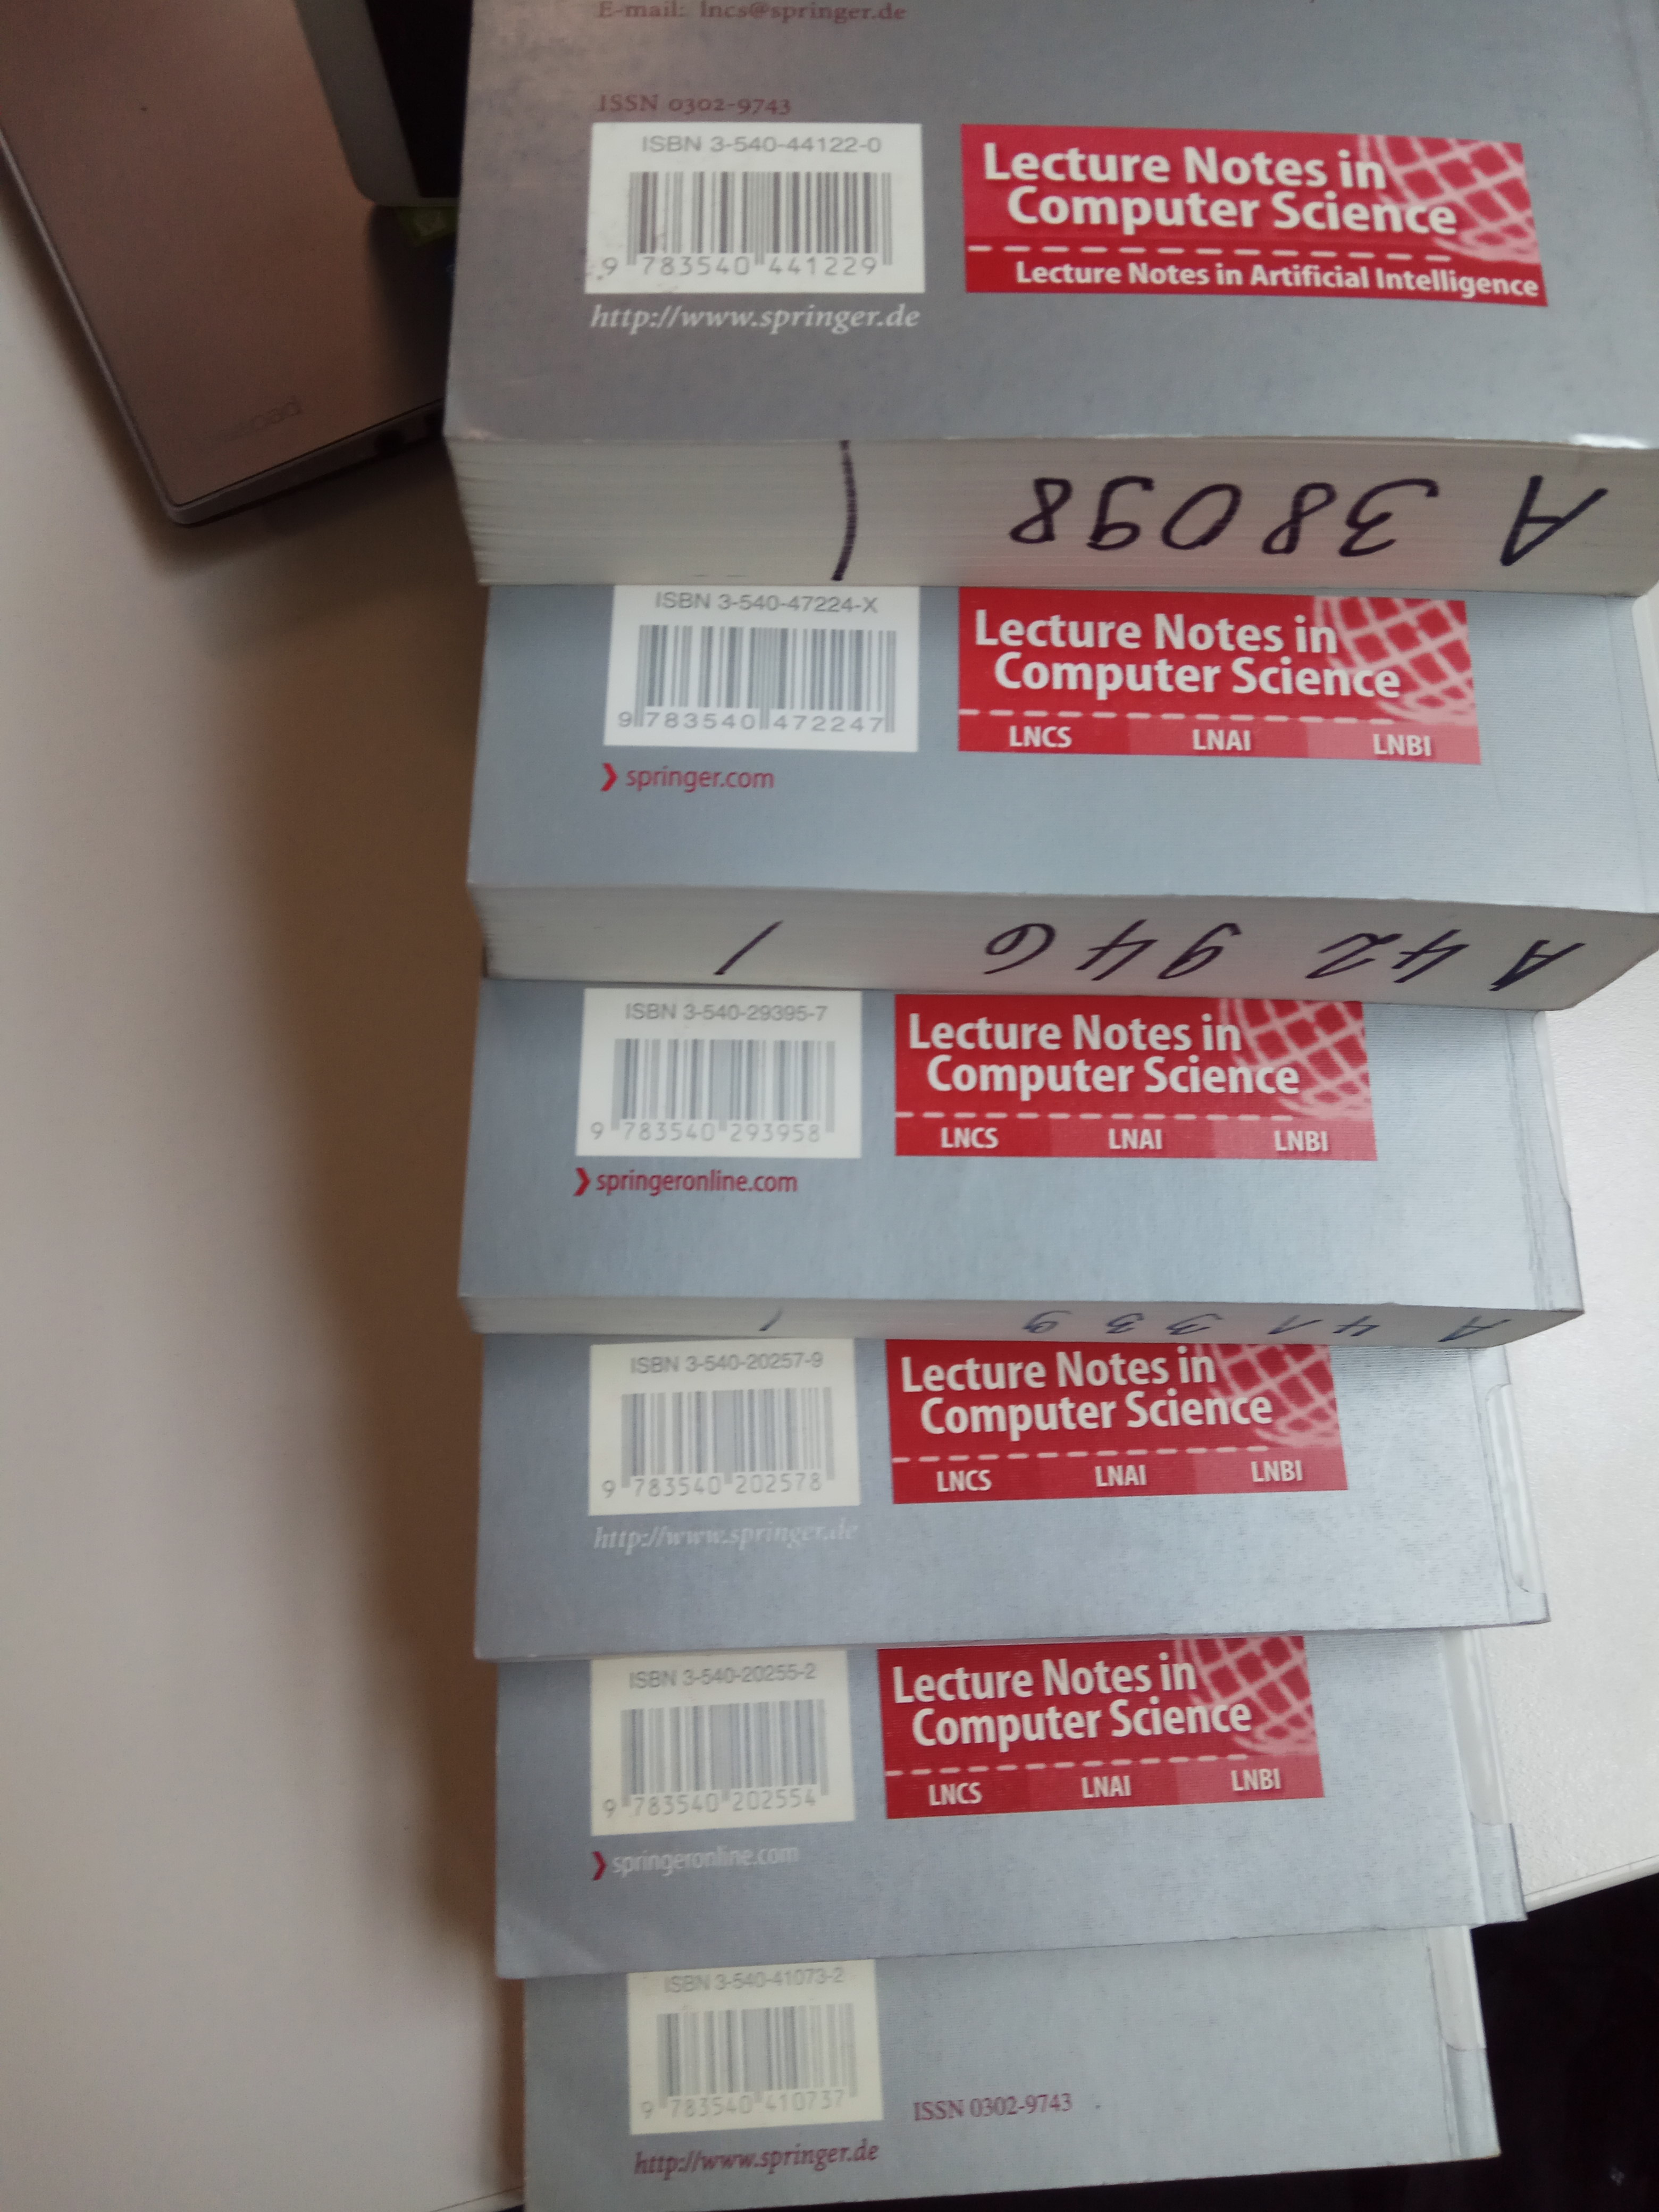 E-mail: lncs@springer.de
ISSN 0302-9743
ISBN 3-540-44122-0
9 783540 441229
http://www.springer.de
Lecture Notes in
Computer Science
Lecture Notes in Artificial Intelligence
A 38098 /
ISBN 3-540-47224-X
9 783540 472247
springer.com
Lecture Notes in
Computer Science
LNCS LNAI LNBI
A 42 946 /
ISBN 3-540-29395-7
9 783540 293958
springeronline.com
Lecture Notes in
Computer Science
LNCS LNAI LNBI
A 41339 /
ISBN 3-540-20257-9
9 783540 202578
http://www.springer.de
Lecture Notes in
Computer Science
LNCS LNAI LNBI
ISBN 3-540-20255-2
9 783540 202554
springeronline.com
Lecture Notes in
Computer Science
LNCS LNAI LNBI
ISBN 3-540-41073-2
9 783540 410737
ISSN 0302-9743
http://www.springer.de